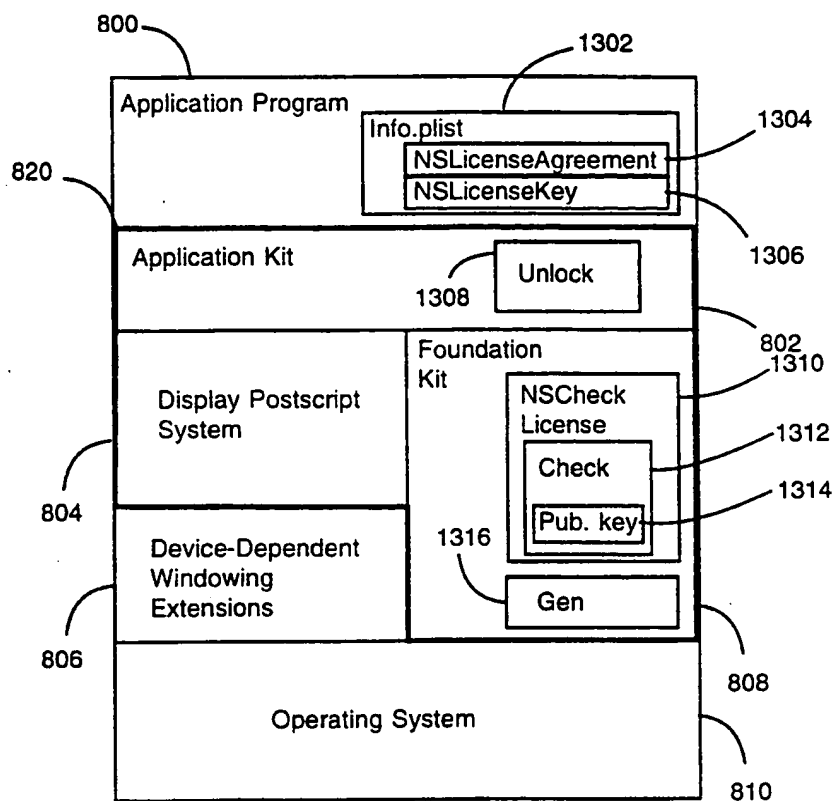 800
1302
Application Program
Info.plist
1304
NSLicenseAgreement
820
NSLicenseKey
1306
Application Kit
Unlock
1308
802
Foundation
Kit
1310
NSCheck
License
Display Postscript
System
1312
Check
1314
804
Pub. key
1316
Device-Dependent
Windowing
Extensions
Gen
806
808
Operating System
810